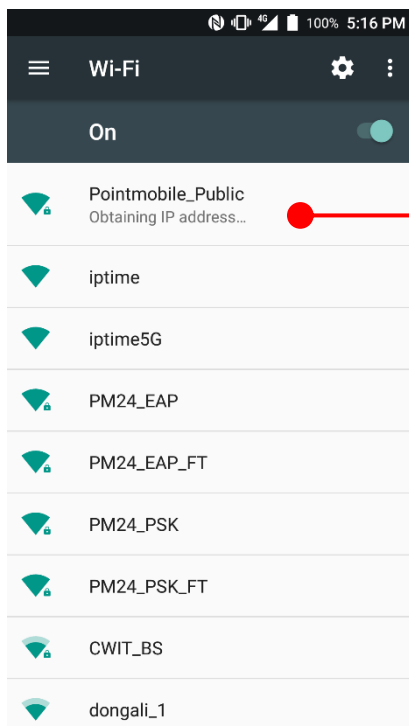 4G 100% 5:16 PM
Wi-Fi
On
Pointmobile_Public
Obtaining IP address...
iptime
iptime5G
PM24_EAP
PM24_EAP_FT
PM24_PSK
PM24_PSK_FT
CWIT_BS
dongali_1